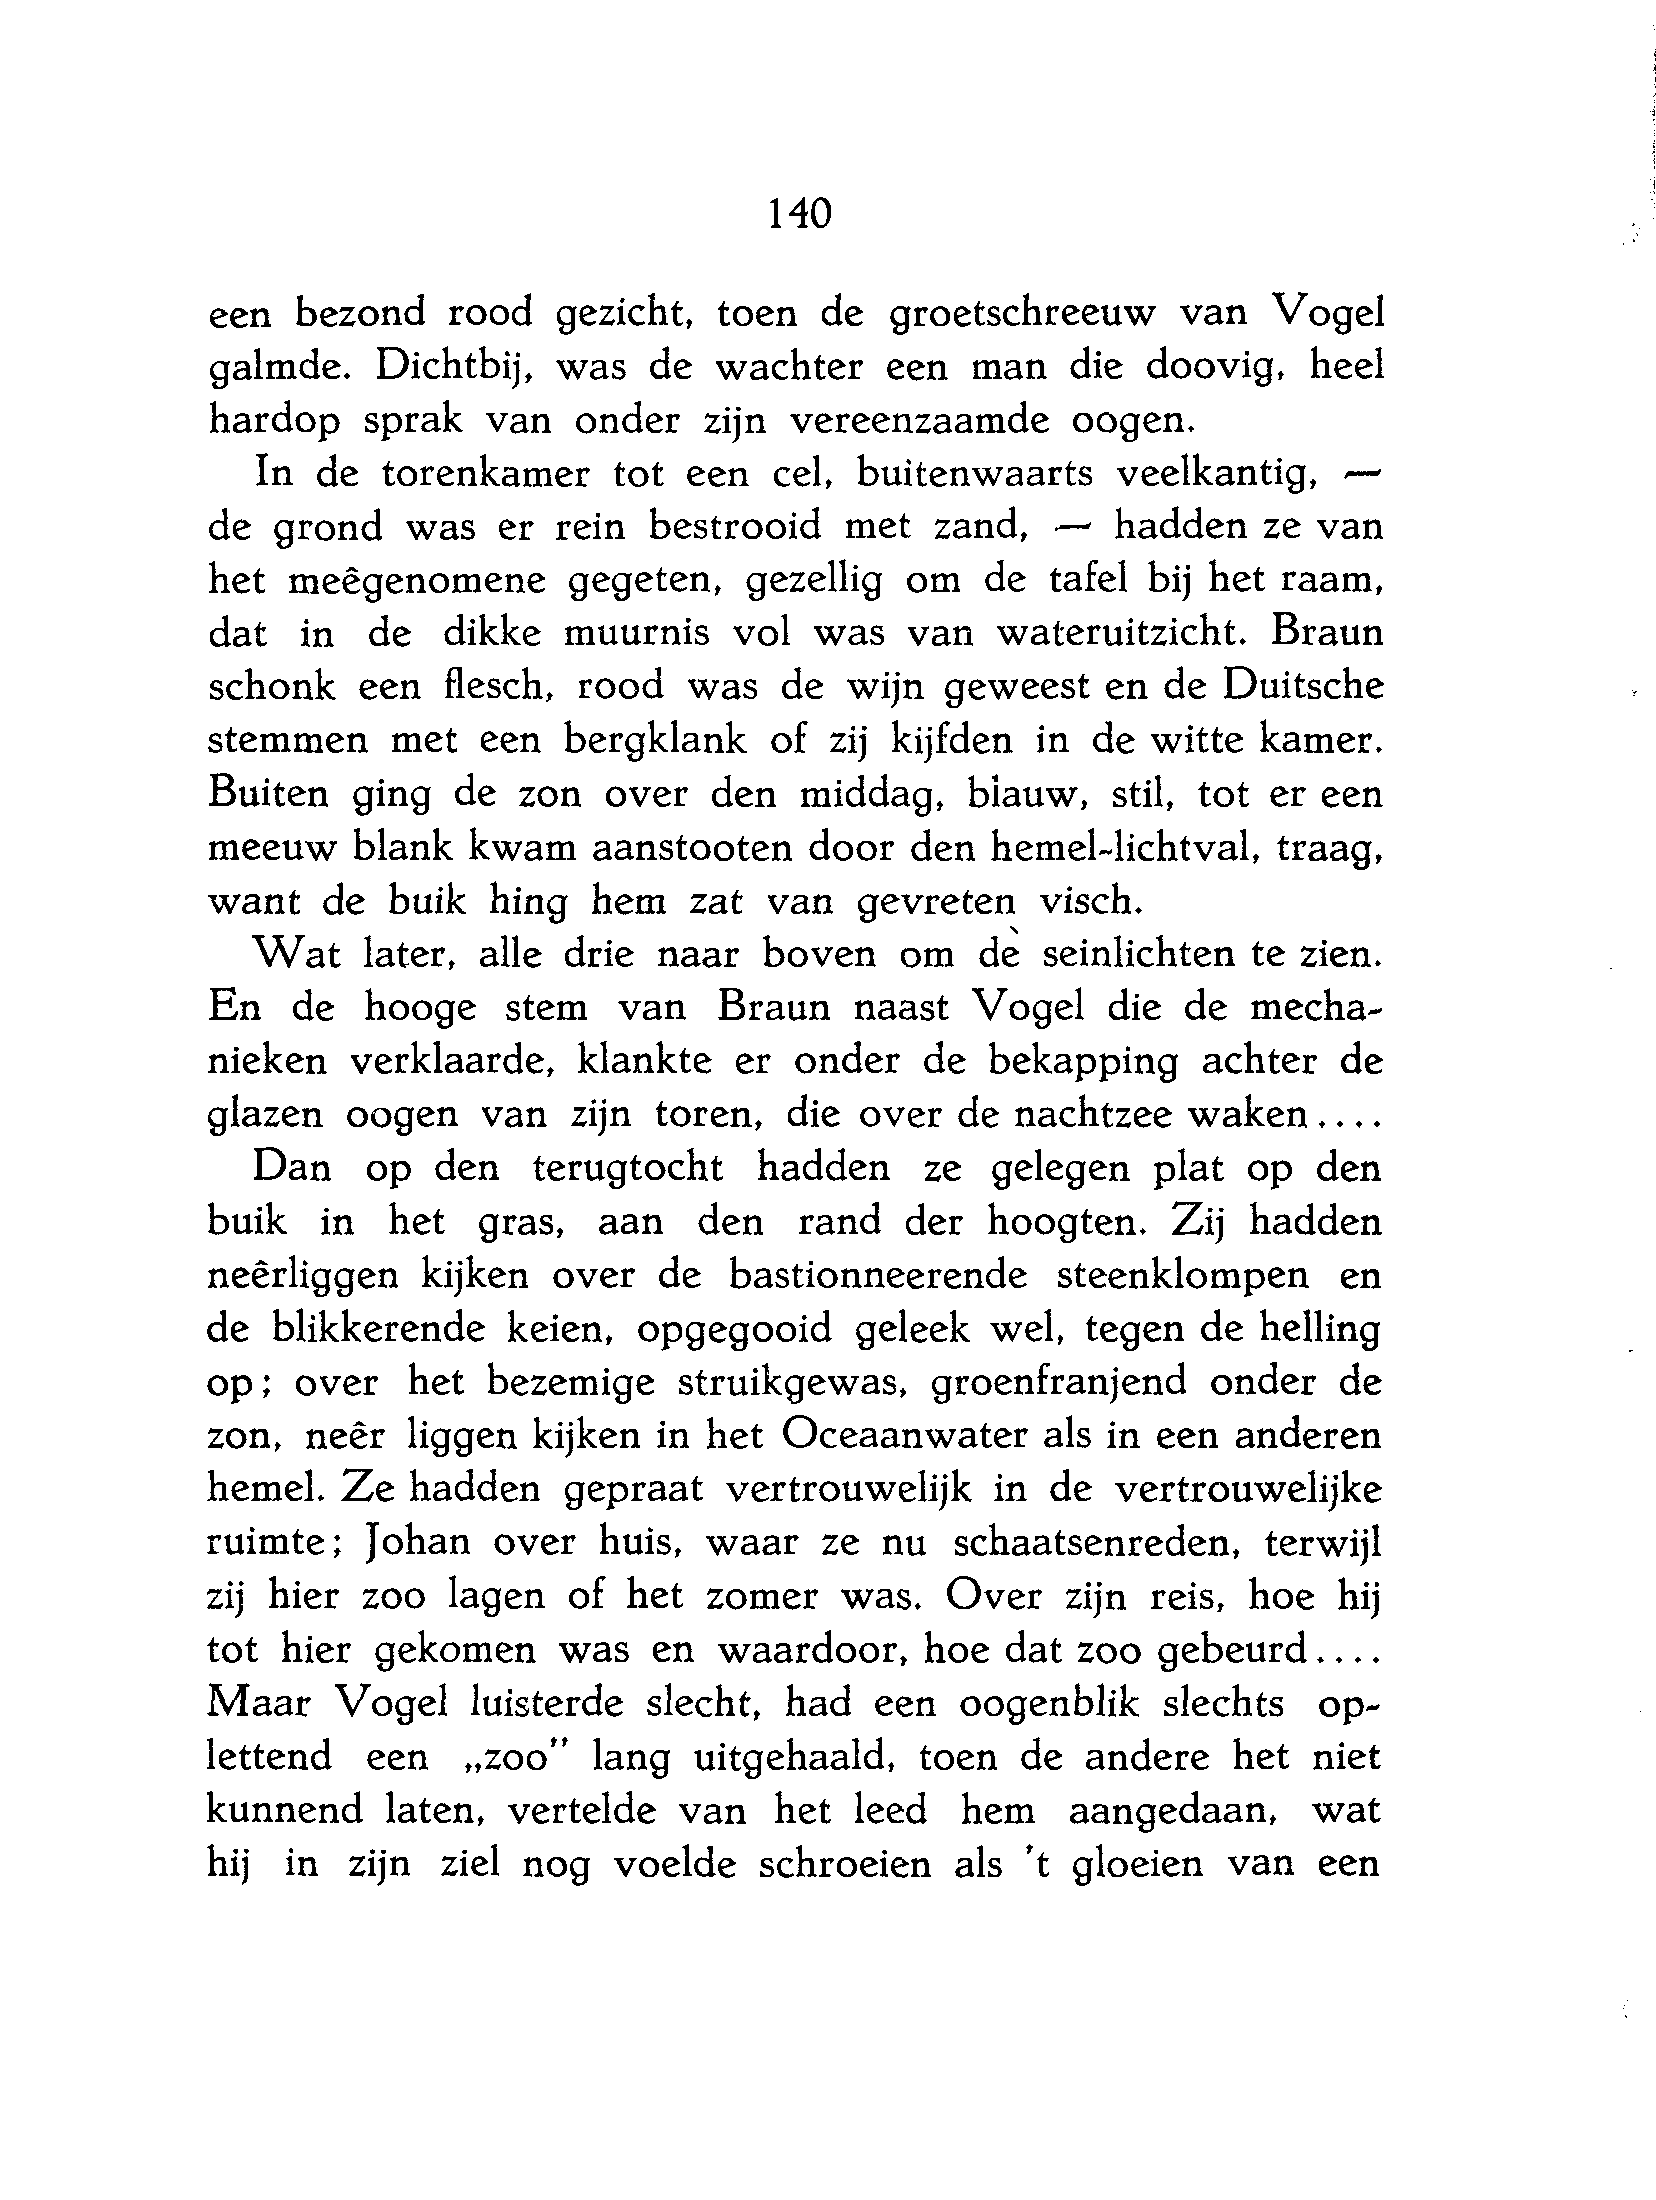 140
een bezond rood gezicht, toen de groetschreeuw van Vogel
galmde. Dichtbij, was de wachter een man die doovig, heel
hardop sprak van onder zijn vereenzaamde oogen.
In de torenkamer tot een cel, buitenwaarts veelkantig, —
de grond was er rein bestrooid met zand, — hadden ze van
het meêgenomene gegeten, gezellig om de tafel bij het raam,
dat in de dikke muurnis vol was van wateruitzicht. Braun
schonk een flesch, rood was de wijn geweest en de Duitsche
stemmen met een bergklank of zij kijfden in de witte kamer.
Buiten ging de zon over den middag, blauw, stil, tot er een
meeuw blank kwam aanstooten door den hemel-lichtval, traag,
want de buik hing hem zat van gevreten visch.
Wat later, alle drie naar boven om de seinlichten te zien.
En de hooge stem van Braun naast Vogel die de mecha-
nieken verklaarde, klankte er onder de bekapping achter de
glazen oogen van zijn toren, die over de nachtzee waken....
Dan op den terugtocht hadden ze gelegen plat op den
buik in het gras, aan den rand der hoogten. Zij hadden
neêrliggen kijken over de bastionneerende steenklompen en
de blikkerende keien, opgegooid geleek wel, tegen de helling
op; over het bezemige struikgewas, groenfranjend onder de
zon, neêr liggen kijken in het Oceaanwater als in een anderen
hemel. Ze hadden gepraat vertrouwelijk in de vertrouwelijke
ruimte; Johan over huis, waar ze nu schaatsenreden, terwijl
zij hier zoo lagen of het zomer was. Over zijn reis, hoe hij
tot hier gekomen was en waardoor, hoe dat zoo gebeurd....
Maar Vogel luisterde slecht, had een oogenblik slechts op-
lettend een „zoo" lang uitgehaald, toen de andere het niet
kunnend laten, vertelde van het leed hem aangedaan, wat
hij in zijn ziel nog voelde schroeien als 't gloeien van een